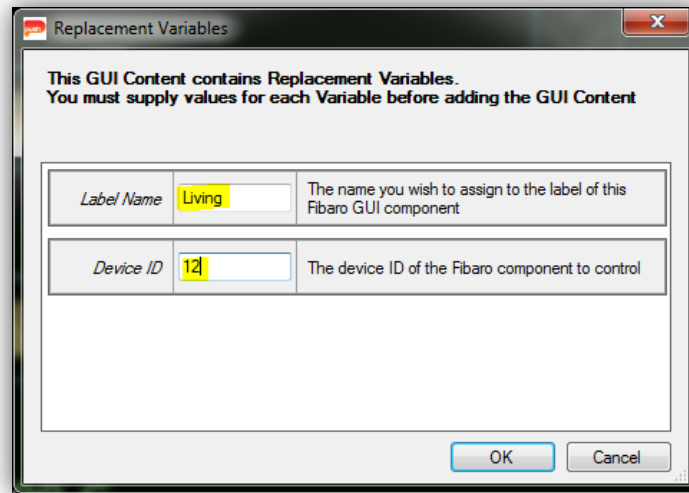 Replacement Variables
This GUI Content contains Replacement Variables.
You must supply values for each Variable before adding the GUI Content
Label Name
Living
The name you wish to assign to the label of this
Fibaro GUI component
Device ID
12
The device ID of the Fibaro component to control
OK
Cancel